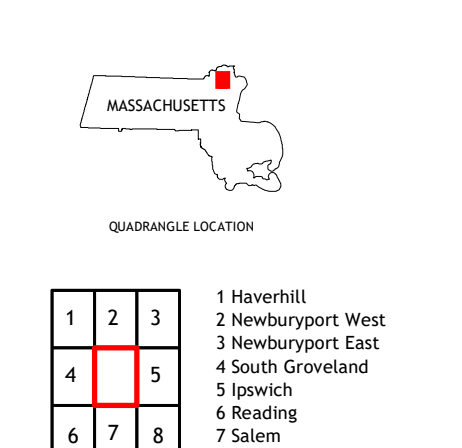 MASSACHUSETTS
QUADRANGLE LOCATION
1 2 3
4 5
6 7 8
1 Haverhill
2 Newburyport West
3 Newburyport East
4 South Groveland
5 Ipswich
6 Reading
7 Salem